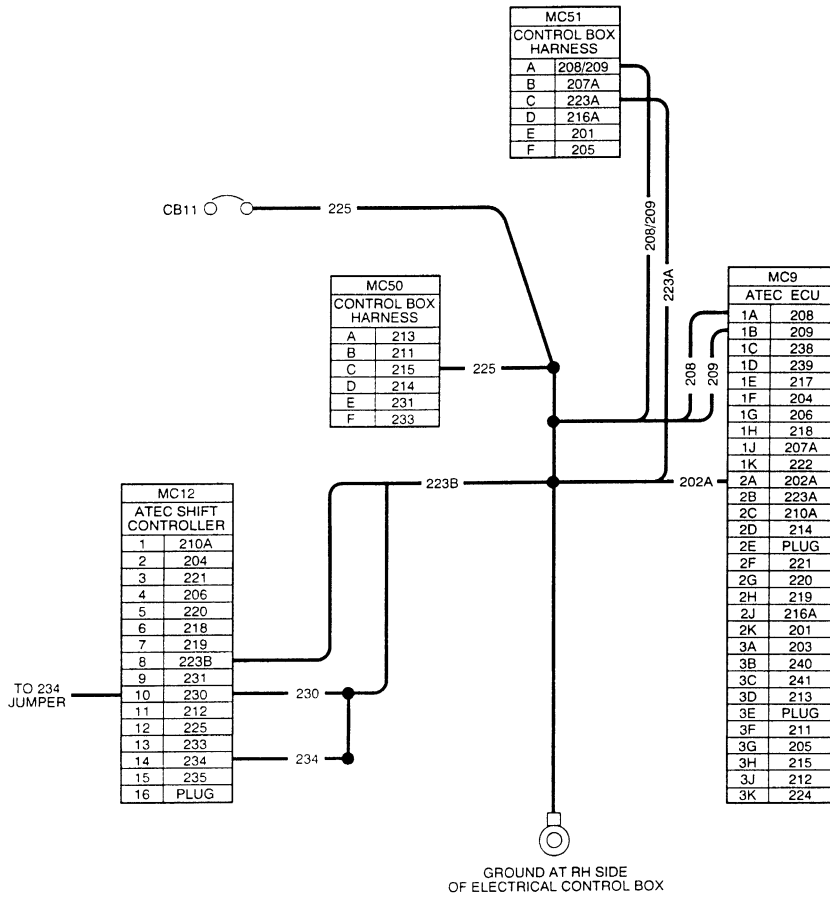 MC51
CONTROL BOX
HARNESS
A 208/209
B 207A
C 223A
D 216A
E 201
F 205
CB11
225
208/209
223A
MC50
CONTROL BOX
HARNESS
A 213
B 211
C 215
D 214
E 231
F 233
225
208
209
MC9
ATEC ECU
1A 208
1B 209
1C 238
1D 239
1E 217
1F 204
1G 206
1H 218
1J 207A
1K 222
2A 202A
2B 223A
2C 210A
2D 214
2E PLUG
2F 221
2G 220
2H 219
2J 216A
2K 201
3A 203
3B 240
3C 241
3D 213
3E PLUG
3F 211
3G 205
3H 215
3J 212
3K 224
223B
202A
MC12
ATEC SHIFT
CONTROLLER
1 210A
2 204
3 221
4 206
5 220
6 218
7 219
8 223B
9 231
10 230
11 212
12 225
13 233
14 234
15 235
16 PLUG
TO 234
JUMPER
230
234
GROUND AT RH SIDE
OF ELECTRICAL CONTROL BOX